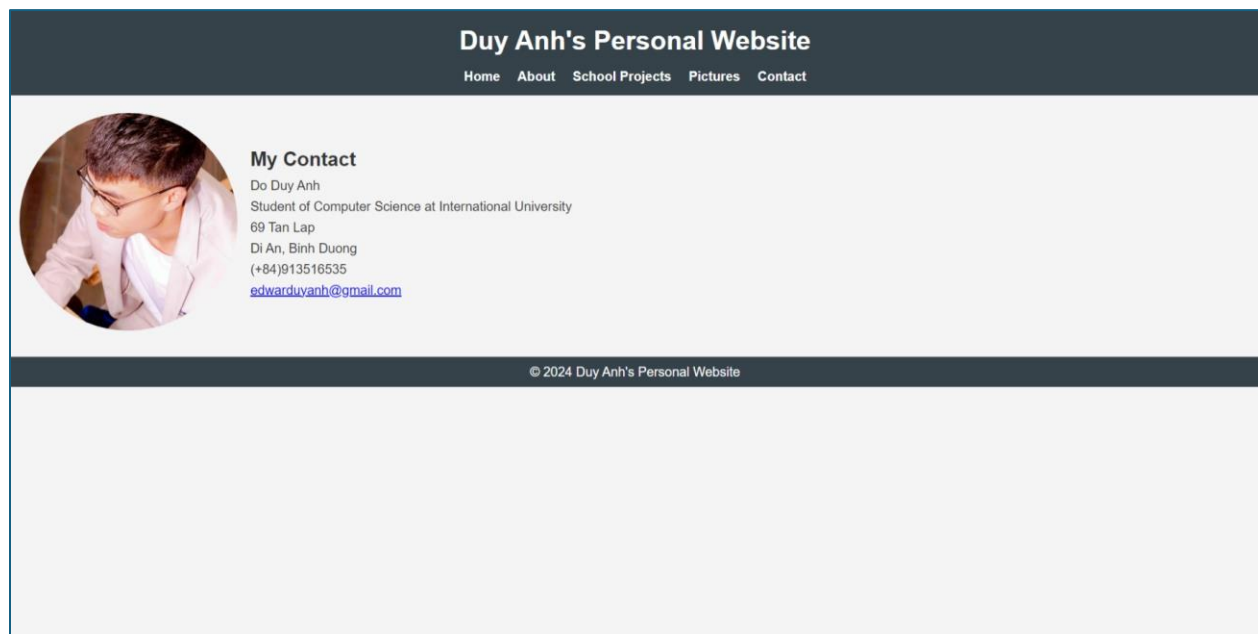 Duy Anh's Personal Website
Home About School Projects Pictures Contact
My Contact
Do Duy Anh
Student of Computer Science at International University
69 Tan Lap
Di An, Binh Duong
(+84)913516535
edwarduyanh@gmail.com
© 2024 Duy Anh's Personal Website